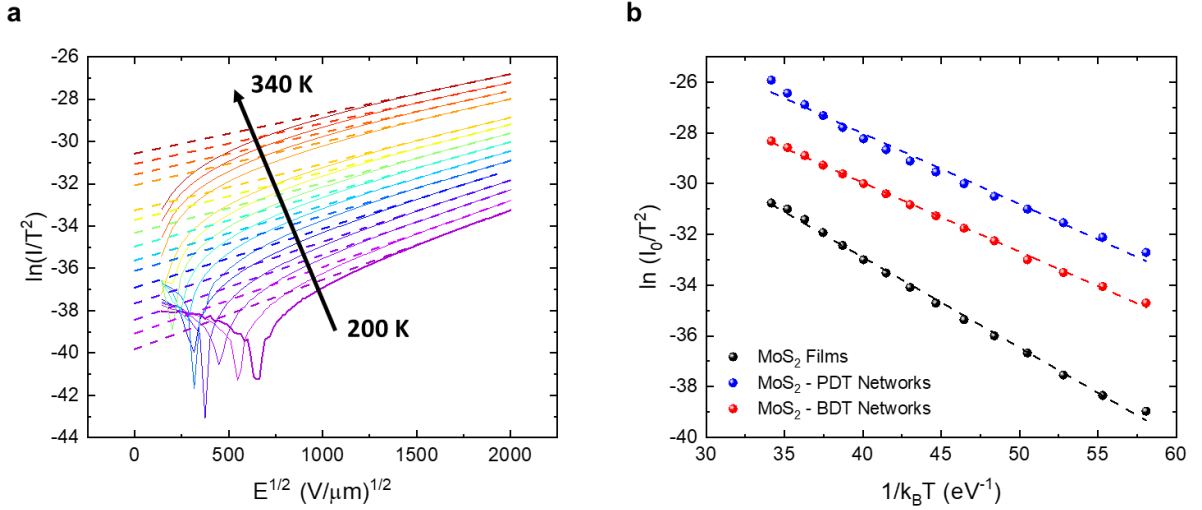 a
ln(I/T²)
-26
-28
-30
-32
-34
-36
-38
-40
-42
-44
340 K
200 K
0
500
1000
1500
2000
E^{1/2} (V/μm)^{1/2}
b
ln (I₀/T²)
-26
-28
-30
-32
-34
-36
-38
-40
MoS₂ Films
MoS₂ - PDT Networks
MoS₂ - BDT Networks
30
35
40
45
50
55
60
1/k_BT (eV⁻¹)